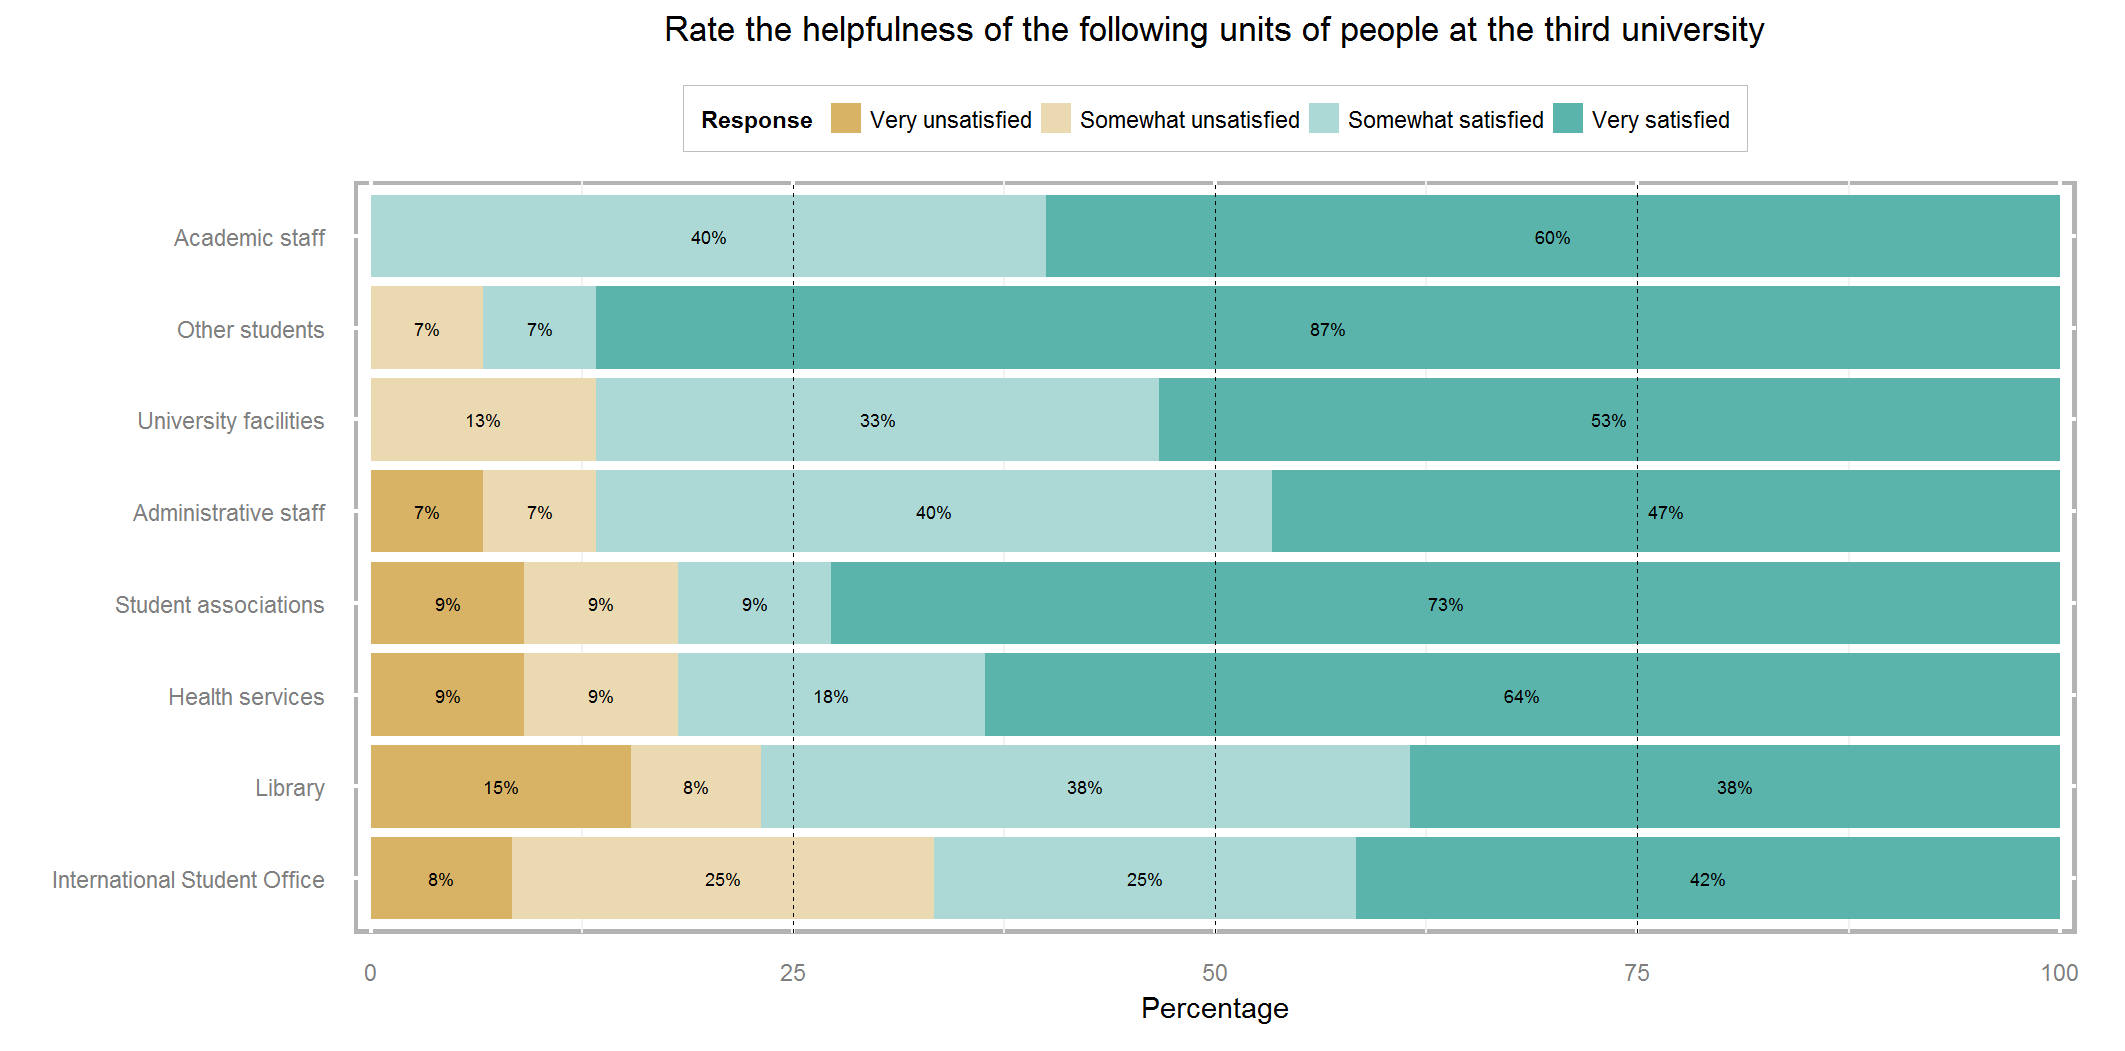 Rate the helpfulness of the following units of people at the third university
Response Very unsatisfied Somewhat unsatisfied Somewhat satisfied Very satisfied
Academic staff 40% 60%
Other students 7% 7% 87%
University facilities 13% 33% 53%
Administrative staff 7% 7% 40% 47%
Student associations 9% 9% 9% 73%
Health services 9% 9% 18% 64%
Library 15% 8% 38% 38%
International Student Office 8% 25% 25% 42%
0 25 50 75 100
Percentage